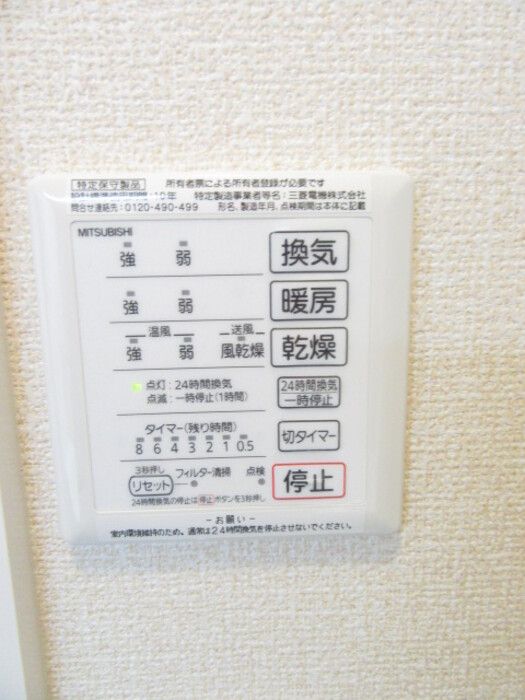 特定保守製品 所有者票による所有者登録が必要です
設計標準使用期間:10年 特定製造事業者等名:三菱電機株式会社
問合せ連絡先:0120-490-499 形名、製造年月、点検期間は本体に記載
MITSUBISHI
強 弱 換気
強 弱 暖房
温風 送風
強 弱 風乾燥 乾燥
点灯:24時間換気
点滅:一時停止(1時間)
24時間換気
一時停止
タイマー(残り時間)
8 6 4 3 2 1 0.5
切タイマー
3秒押し
リセット フィルター清掃 点検
停止
24時間換気の停止は停止ボタンを3秒押し
-お願い-
室内環境維持のため、通常は24時間換気を停止させないでください。